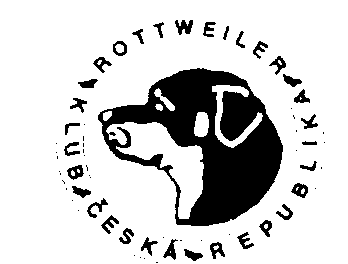 ROTTWEILER
KLUB
ČESKÁ
REPUBLIKA